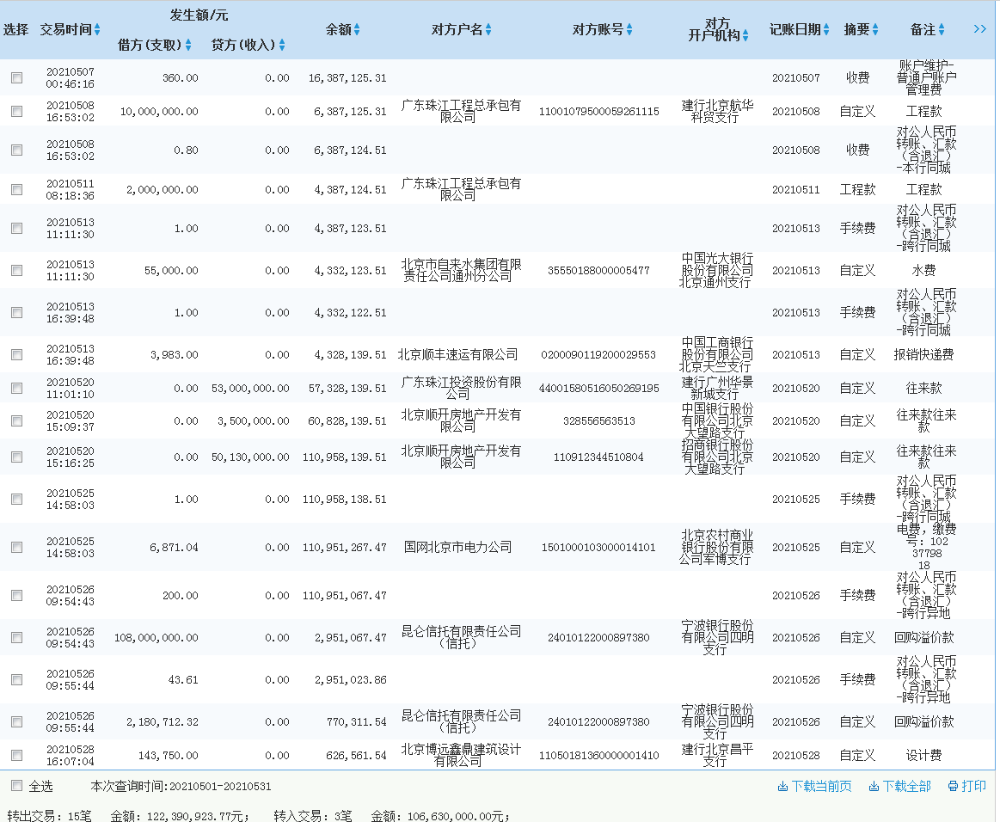 选择 交易时间 发生额/元 余额 对方户名 对方账号 对方 记账日期 摘要 备注 >>
借方(支取) 贷方(收入) 开户机构
20210507 360.00 0.00 16,387,125.31 20210507 收费 账户维护-
00:46:16 普通户账户
管理费
20210508 10,000,000.00 0.00 6,387,125.31 广东珠江工程总承包有 11001079500059261115 建行北京航华 20210508 自定义 工程款
16:53:02 限公司 科贸支行
20210508 0.80 0.00 6,387,124.51 20210508 收费 对公人民币
16:53:02 转账、汇款
（含退汇）
-本行同城
20210511 2,000,000.00 0.00 4,387,124.51 广东珠江工程总承包有 20210511 工程款 工程款
08:18:36 限公司
20210513 1.00 0.00 4,387,123.51 20210513 手续费 对公人民币
11:11:30 转账、汇款
（含退汇）
-跨行同城
20210513 55,000.00 0.00 4,332,123.51 北京市自来水集团有限 35550188000005477 中国光大银行 20210513 自定义 水费
11:11:30 责任公司通州分公司 股份有限公司
北京通州支行
20210513 1.00 0.00 4,332,122.51 20210513 手续费 对公人民币
16:39:48 转账、汇款
（含退汇）
-跨行同城
20210513 3,983.00 0.00 4,328,139.51 北京顺丰速运有限公司 0200090119200029553 中国工商银行 20210513 自定义 报销快递费
16:39:48 股份有限公司
北京天竺支行
20210520 0.00 53,000,000.00 57,328,139.51 广东珠江投资股份有限 44001580516050269195 建行广州华景 20210520 自定义 往来款
11:01:10 公司 新城支行
20210520 0.00 3,500,000.00 60,828,139.51 北京顺开房地产开发有 328556563513 中国银行股份 20210520 自定义 往来款往来
15:09:37 限公司 有限公司北京 款
大望路支行
20210520 0.00 50,130,000.00 110,958,139.51 北京顺开房地产开发有 110912344510804 招商银行股份 20210520 自定义 往来款往来
15:16:25 限公司 有限公司北京 款
大望路支行
20210525 1.00 0.00 110,958,138.51 20210525 手续费 对公人民币
14:58:03 转账、汇款
（含退汇）
-跨行同城
20210525 6,871.04 0.00 110,951,267.47 国网北京市电力公司 1501000103000014101 北京农村商业 20210525 自定义 电费，缴费
14:58:03 银行股份有限 号：102
公司军博支行 37798
18
20210526 200.00 0.00 110,951,067.47 20210526 手续费 对公人民币
09:54:43 转账、汇款
（含退汇）
-跨行异地
20210526 108,000,000.00 0.00 2,951,067.47 昆仑信托有限责任公司 24010122000897380 宁波银行股份 20210526 自定义 回购溢价款
09:54:43 （信托） 有限公司四明
支行
20210526 43.61 0.00 2,951,023.86 20210526 手续费 对公人民币
09:55:44 转账、汇款
（含退汇）
-跨行异地
20210526 2,180,712.32 0.00 770,311.54 昆仑信托有限责任公司 24010122000897380 宁波银行股份 20210526 自定义 回购溢价款
09:55:44 （信托） 有限公司四明
支行
20210528 143,750.00 0.00 626,561.54 北京博远鑫鼎建筑设计 11050181360000001410 建行北京昌平 20210528 自定义 设计费
16:07:04 有限公司 支行
全选 本次查询时间:20210501-20210531 下载当前页 下载全部 打印
转出交易：15笔 金额：122,390,923.77元； 转入交易：3笔 金额：106,630,000.00元；